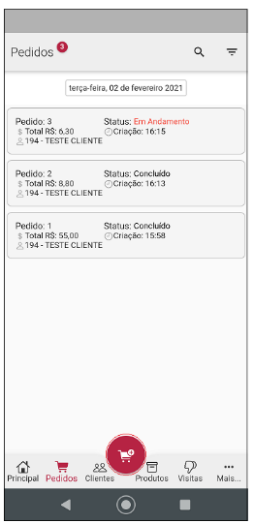 Pedidos 3
terça-feira, 02 de fevereiro 2021
Pedido: 3 Status: Em Andamento
$ Total R$: 6,30 Criação: 16:15
194 - TESTE CLIENTE
Pedido: 2 Status: Concluído
$ Total R$: 8,80 Criação: 16:13
194 - TESTE CLIENTE
Pedido: 1 Status: Concluído
$ Total R$: 55,00 Criação: 15:58
194 - TESTE CLIENTE
Principal Pedidos Clientes Produtos Visitas Mais...